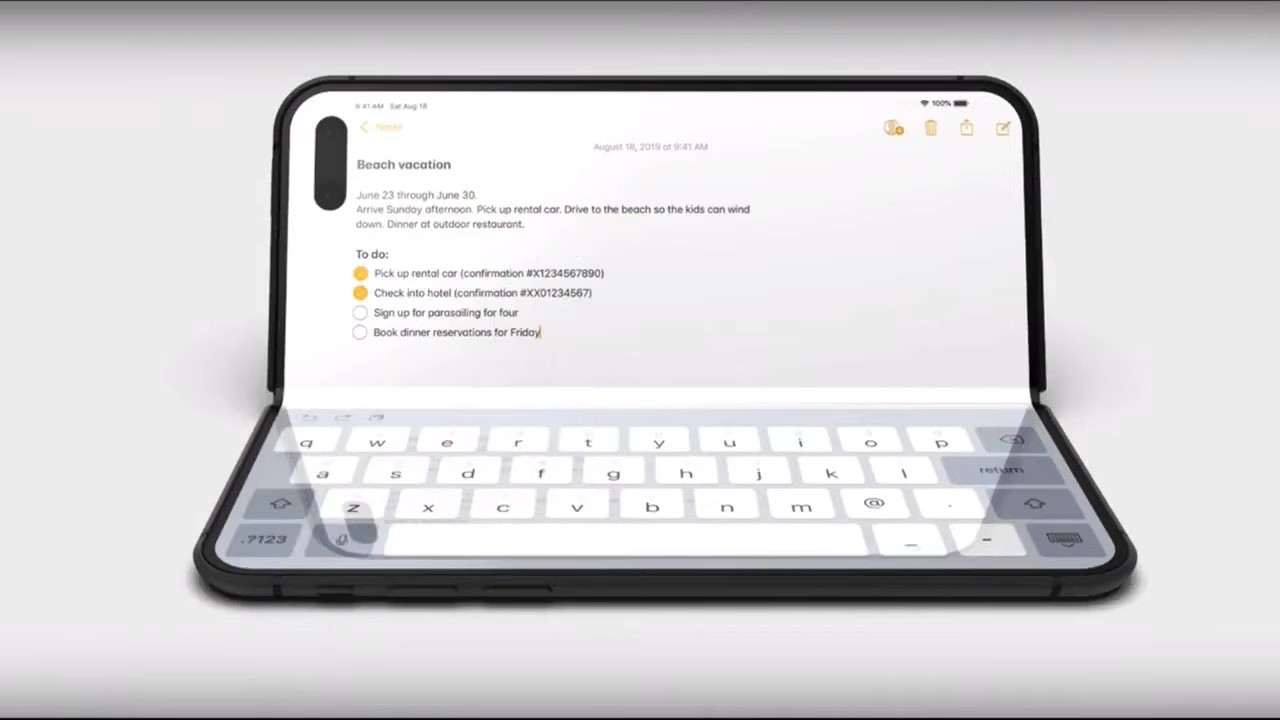 9:41 AM Sat Aug 18
100%
August 18, 2019 at 9:41 AM
Beach vacation
June 23 through June 30.
Arrive Sunday afternoon. Pick up rental car. Drive to the beach so the kids can wind
down. Dinner at outdoor restaurant.
To do:
Pick up rental car (confirmation #X1234567890)
Check into hotel (confirmation #XX01234567)
Sign up for parasailing for four
Book dinner reservations for Friday
q w e r t y u i o p
a s d f g h j k l return
z x c v b n m @ .
.?123 _ -